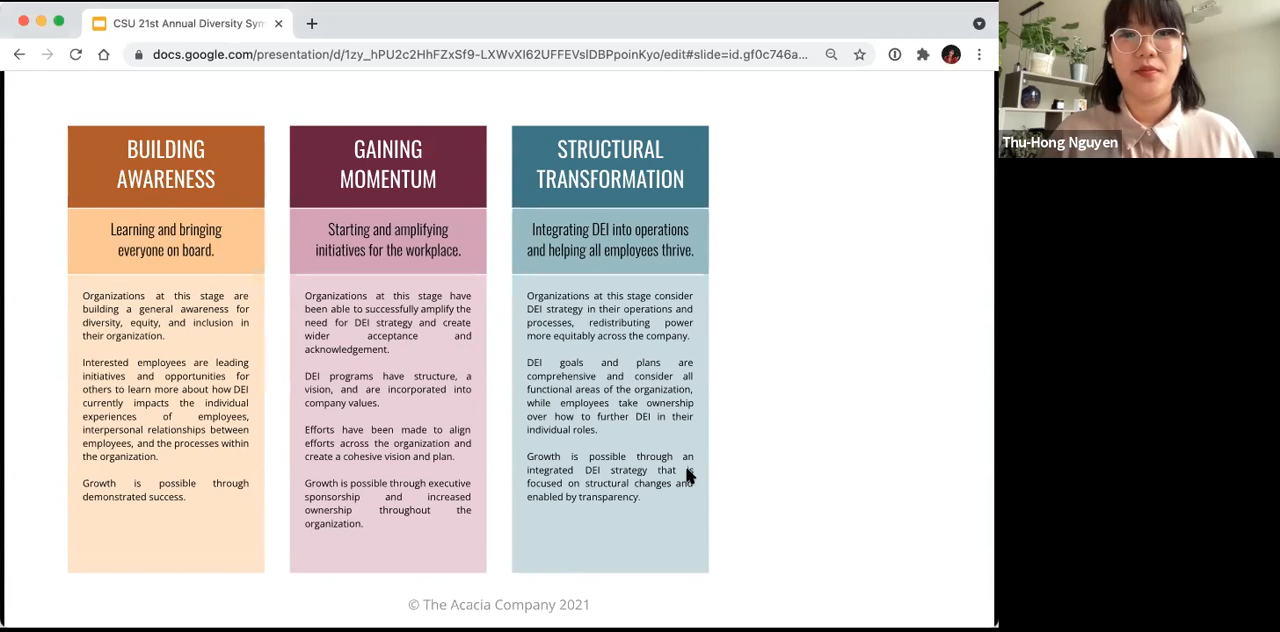 CSU 21st Annual Diversity Sym
docs.google.com/presentation/d/1zy_hPU2c2HhFZxSf9-LXWvXI62UFFEVslDBPpoinKyo/edit#slide=id.gf0c746a...
Thu-Hong Nguyen
BUILDING
AWARENESS
Learning and bringing
everyone on board.
Organizations at this stage are
building a general awareness for
diversity, equity, and inclusion in
their organization.
Interested employees are leading
initiatives and opportunities for
others to learn more about how DEI
currently impacts the individual
experiences of employees,
interpersonal relationships between
employees, and the processes within
the organization.
Growth is possible through
demonstrated success.
GAINING
MOMENTUM
Starting and amplifying
initiatives for the workplace.
Organizations at this stage have
been able to successfully amplify the
need for DEI strategy and create
wider acceptance and
acknowledgement.
DEI programs have structure, a
vision, and are incorporated into
company values.
Efforts have been made to align
efforts across the organization and
create a cohesive vision and plan.
Growth is possible through executive
sponsorship and increased
ownership throughout the
organization.
STRUCTURAL
TRANSFORMATION
Integrating DEI into operations
and helping all employees thrive.
Organizations at this stage consider
DEI strategy in their operations and
processes, redistributing power
more equitably across the company.
DEI goals and plans are
comprehensive and consider all
functional areas of the organization,
while employees take ownership
over how to further DEI in their
individual roles.
Growth is possible through an
integrated DEI strategy that is
focused on structural changes and
enabled by transparency.
© The Acacia Company 2021